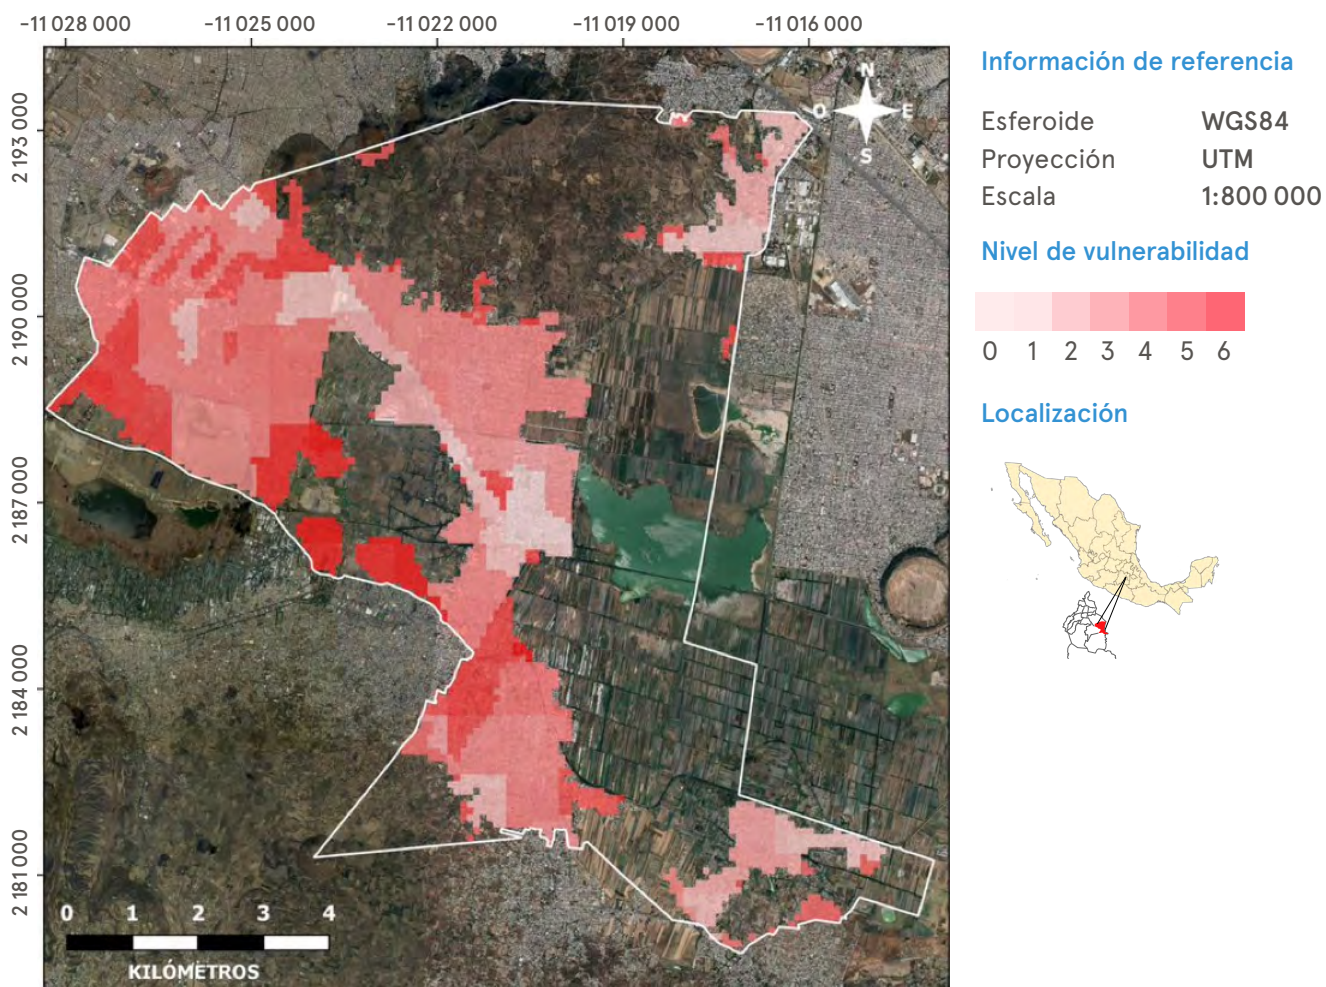 -11 028 000 -11 025 000 -11 022 000 -11 019 000 -11 016 000
2 193 000
2 190 000
2 187 000
2 184 000
2 181 000
N
O E
S
0 1 2 3 4
KILÓMETROS
Información de referencia
Esferoide WGS84
Proyección UTM
Escala 1:800 000
Nivel de vulnerabilidad
0 1 2 3 4 5 6
Localización